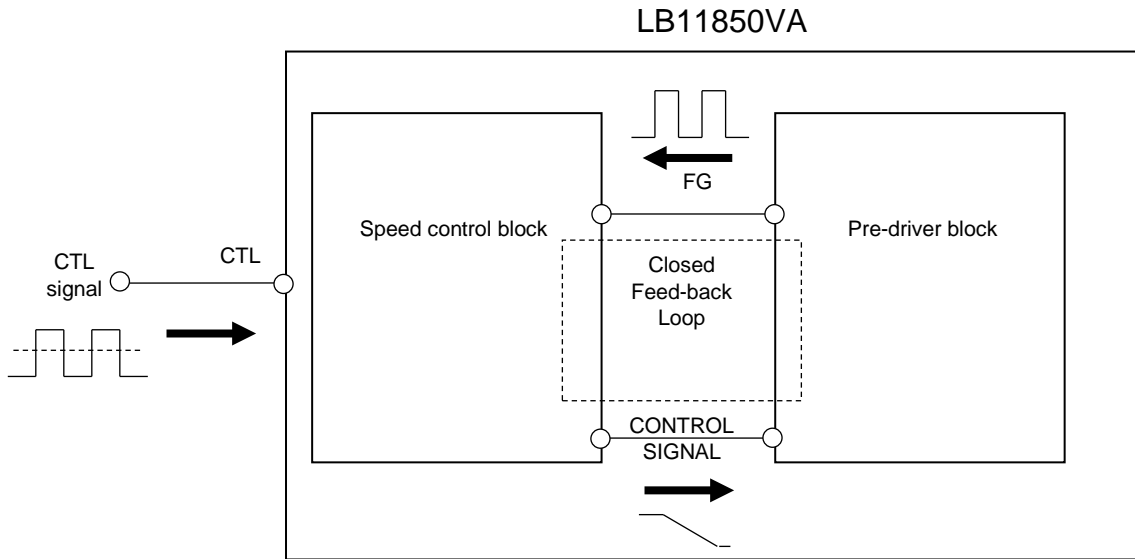 LB11850VA
FG
Speed control block
Pre-driver block
CTL
signal
CTL
Closed
Feed-back
Loop
CONTROL
SIGNAL